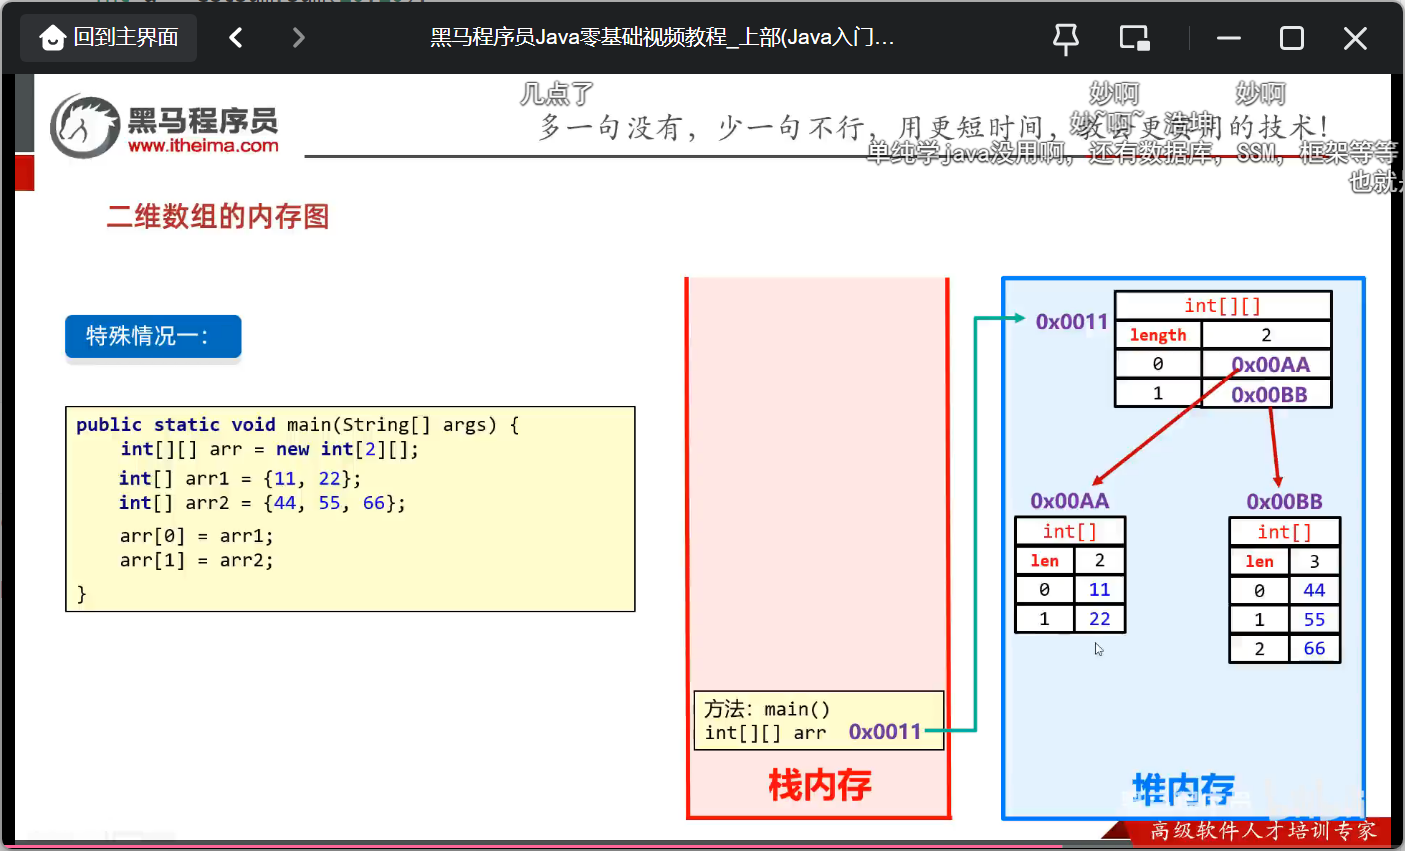 回到主界面
黑马程序员Java零基础视频教程_上部(Java入门…
几点了
妙啊
妙啊
黑马程序员
www.itheima.com
多一句没有，少一句不行，用更短时间，教会更实用的技术！
单纯学java没用啊，还有数据库，SSM，框架等等
二维数组的内存图
特殊情况一：
public static void main(String[] args) {
int[][] arr = new int[2][];
int[] arr1 = {11, 22};
int[] arr2 = {44, 55, 66};
arr[0] = arr1;
arr[1] = arr2;
}
方法：main()
int[][] arr 0x0011
栈内存
0x0011
int[][]
length 2
0 0x00AA
1 0x00BB
0x00AA
int[]
len 2
0 11
1 22
0x00BB
int[]
len 3
0 44
1 55
2 66
堆内存
高级软件人才培训专家